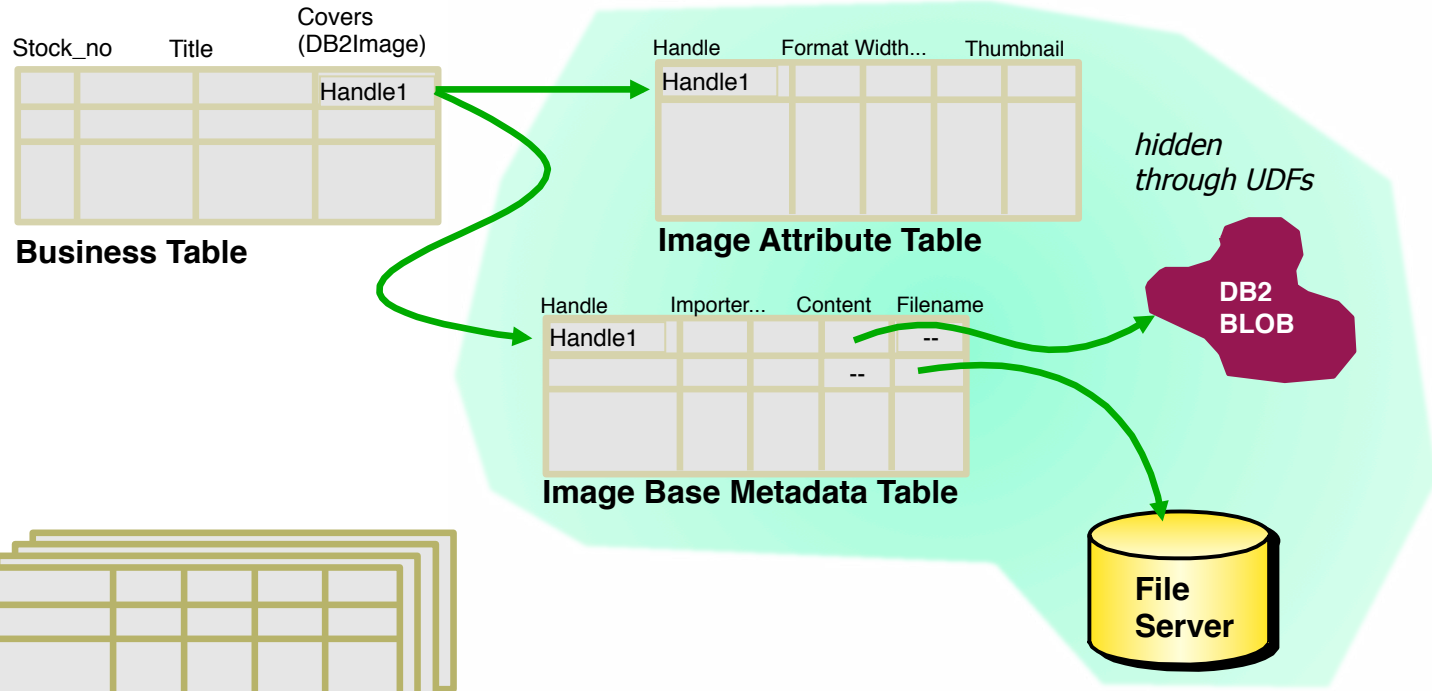 Covers
(DB2Image)
Stock_no Title
Handle1
Business Table
Handle Format Width... Thumbnail
Handle1
Image Attribute Table
hidden
through UDFs
Handle Importer... Content Filename
Handle1 --
--
Image Base Metadata Table
DB2
BLOB
File
Server